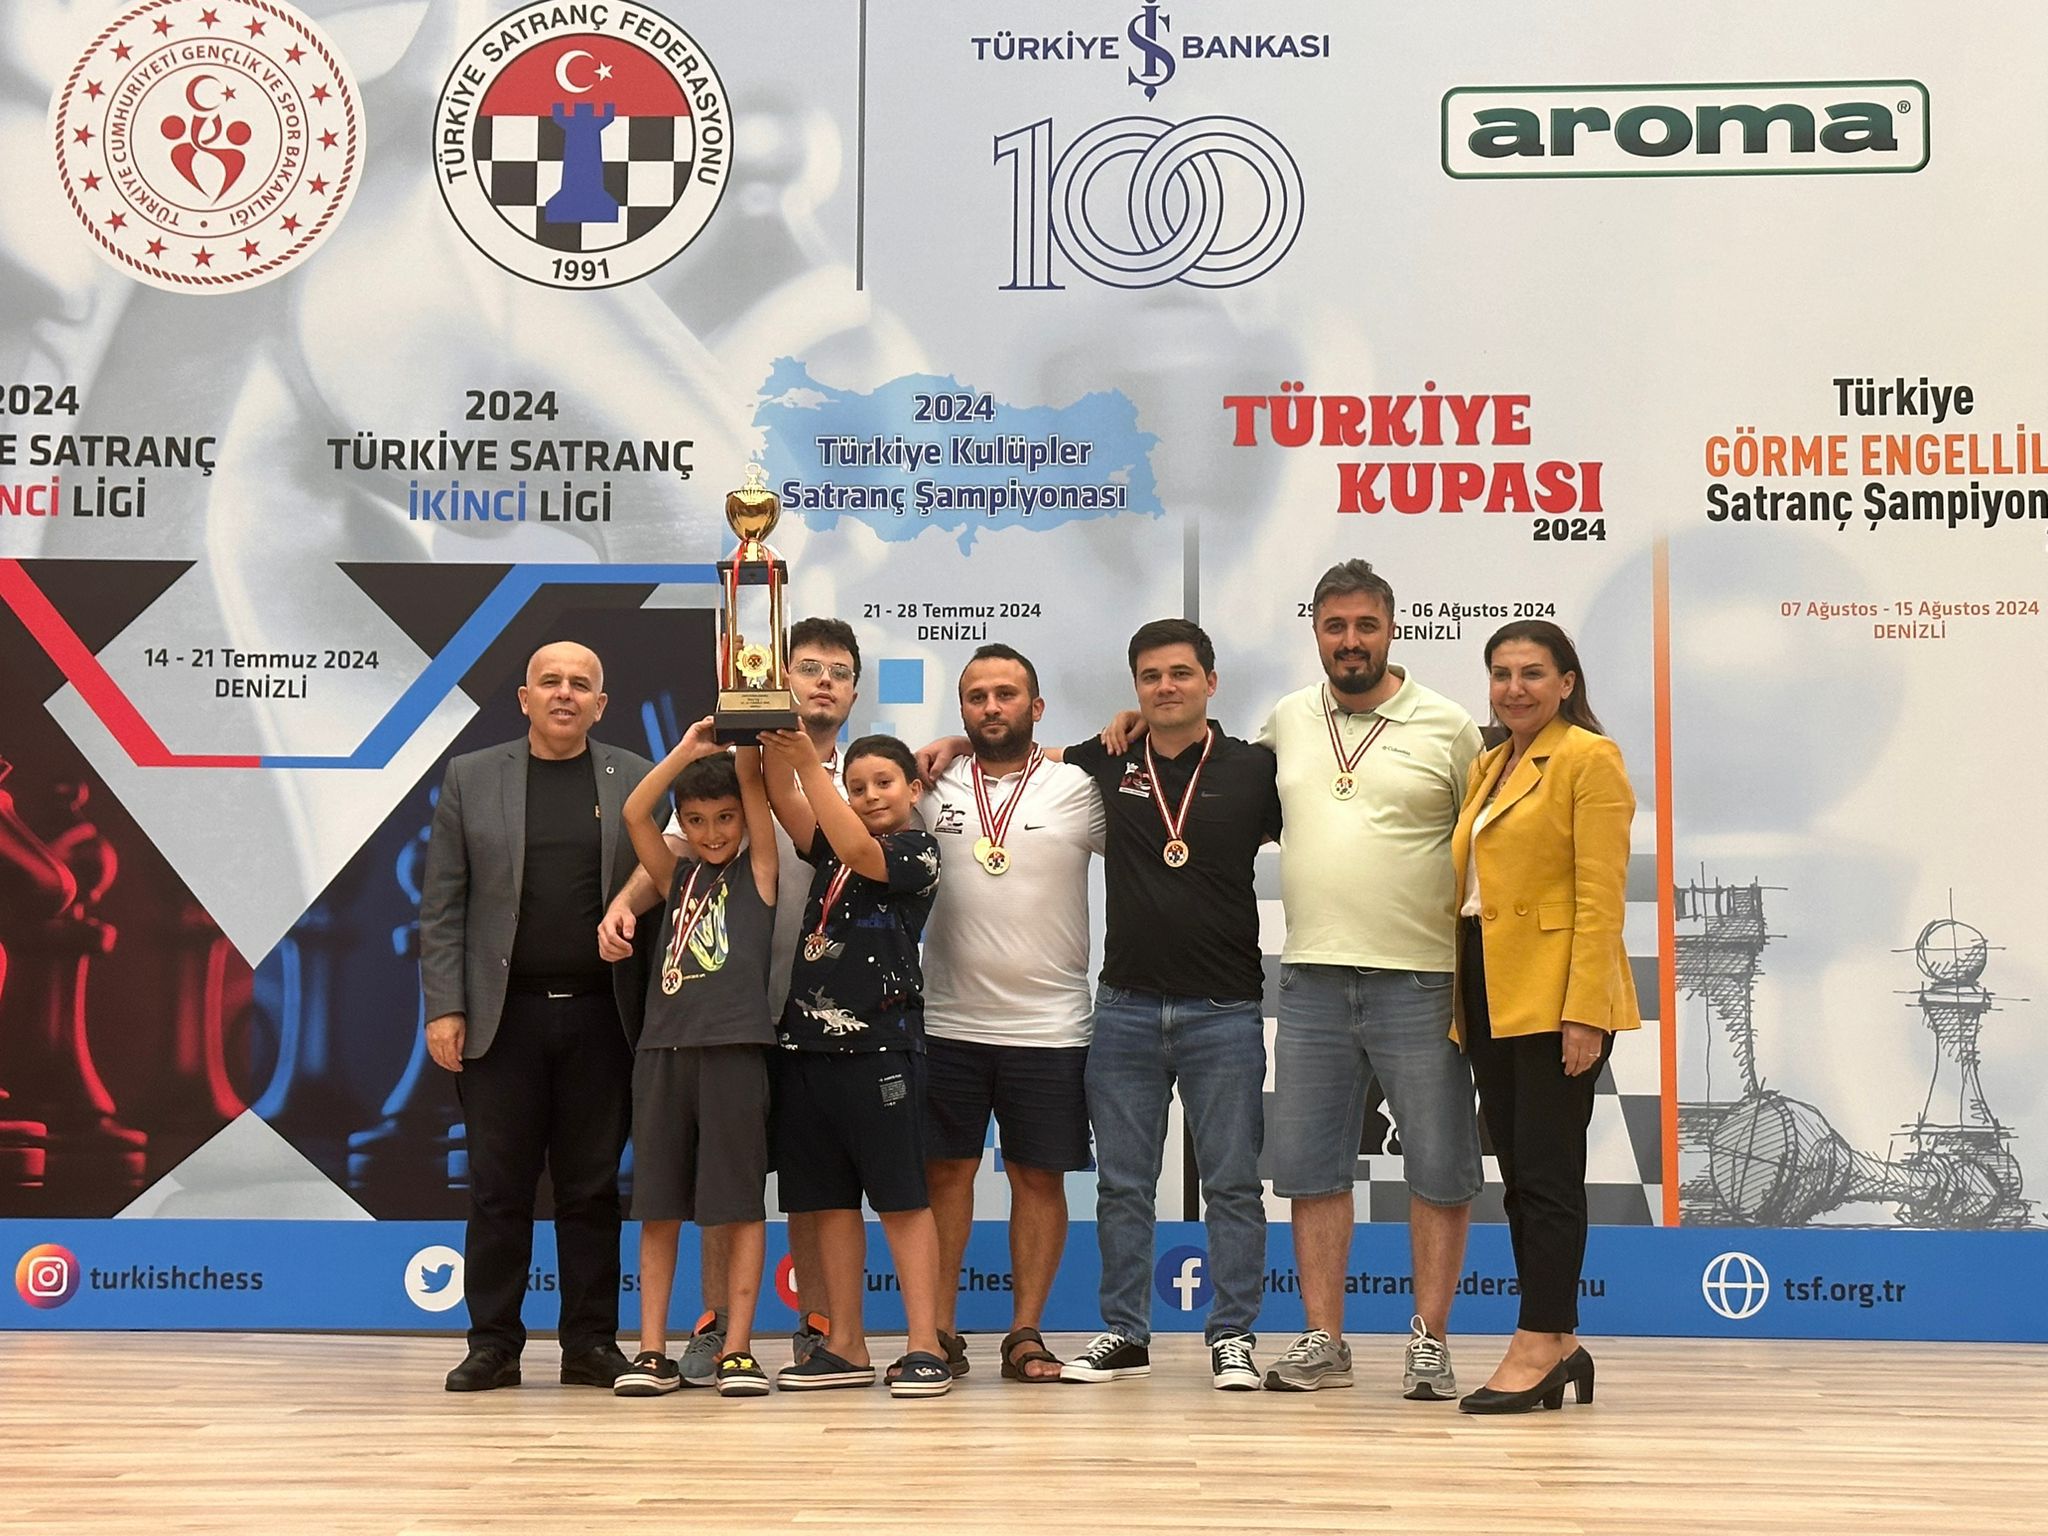 TÜRKİYE CUMHURİYETİ GENÇLİK VE SPOR BAKANLIĞI
TÜRKİYE SATRANÇ FEDERASYONU
1991
TÜRKİYE İŞ BANKASI
100
aroma®
2024
E SATRANÇ
NCİ LİGİ
2024
TÜRKİYE SATRANÇ
İKİNCİ LİGİ
14 - 21 Temmuz 2024
DENİZLİ
2024
Türkiye Kulüpler
Satranç Şampiyonası
21 - 28 Temmuz 2024
DENİZLİ
TÜRKİYE
KUPASI
2024
29 - 06 Ağustos 2024
DENİZLİ
Türkiye
GÖRME ENGELLİL
Satranç Şampiyon
07 Ağustos - 15 Ağustos 2024
DENİZLİ
Columbia
turkishchess
tsf.org.tr